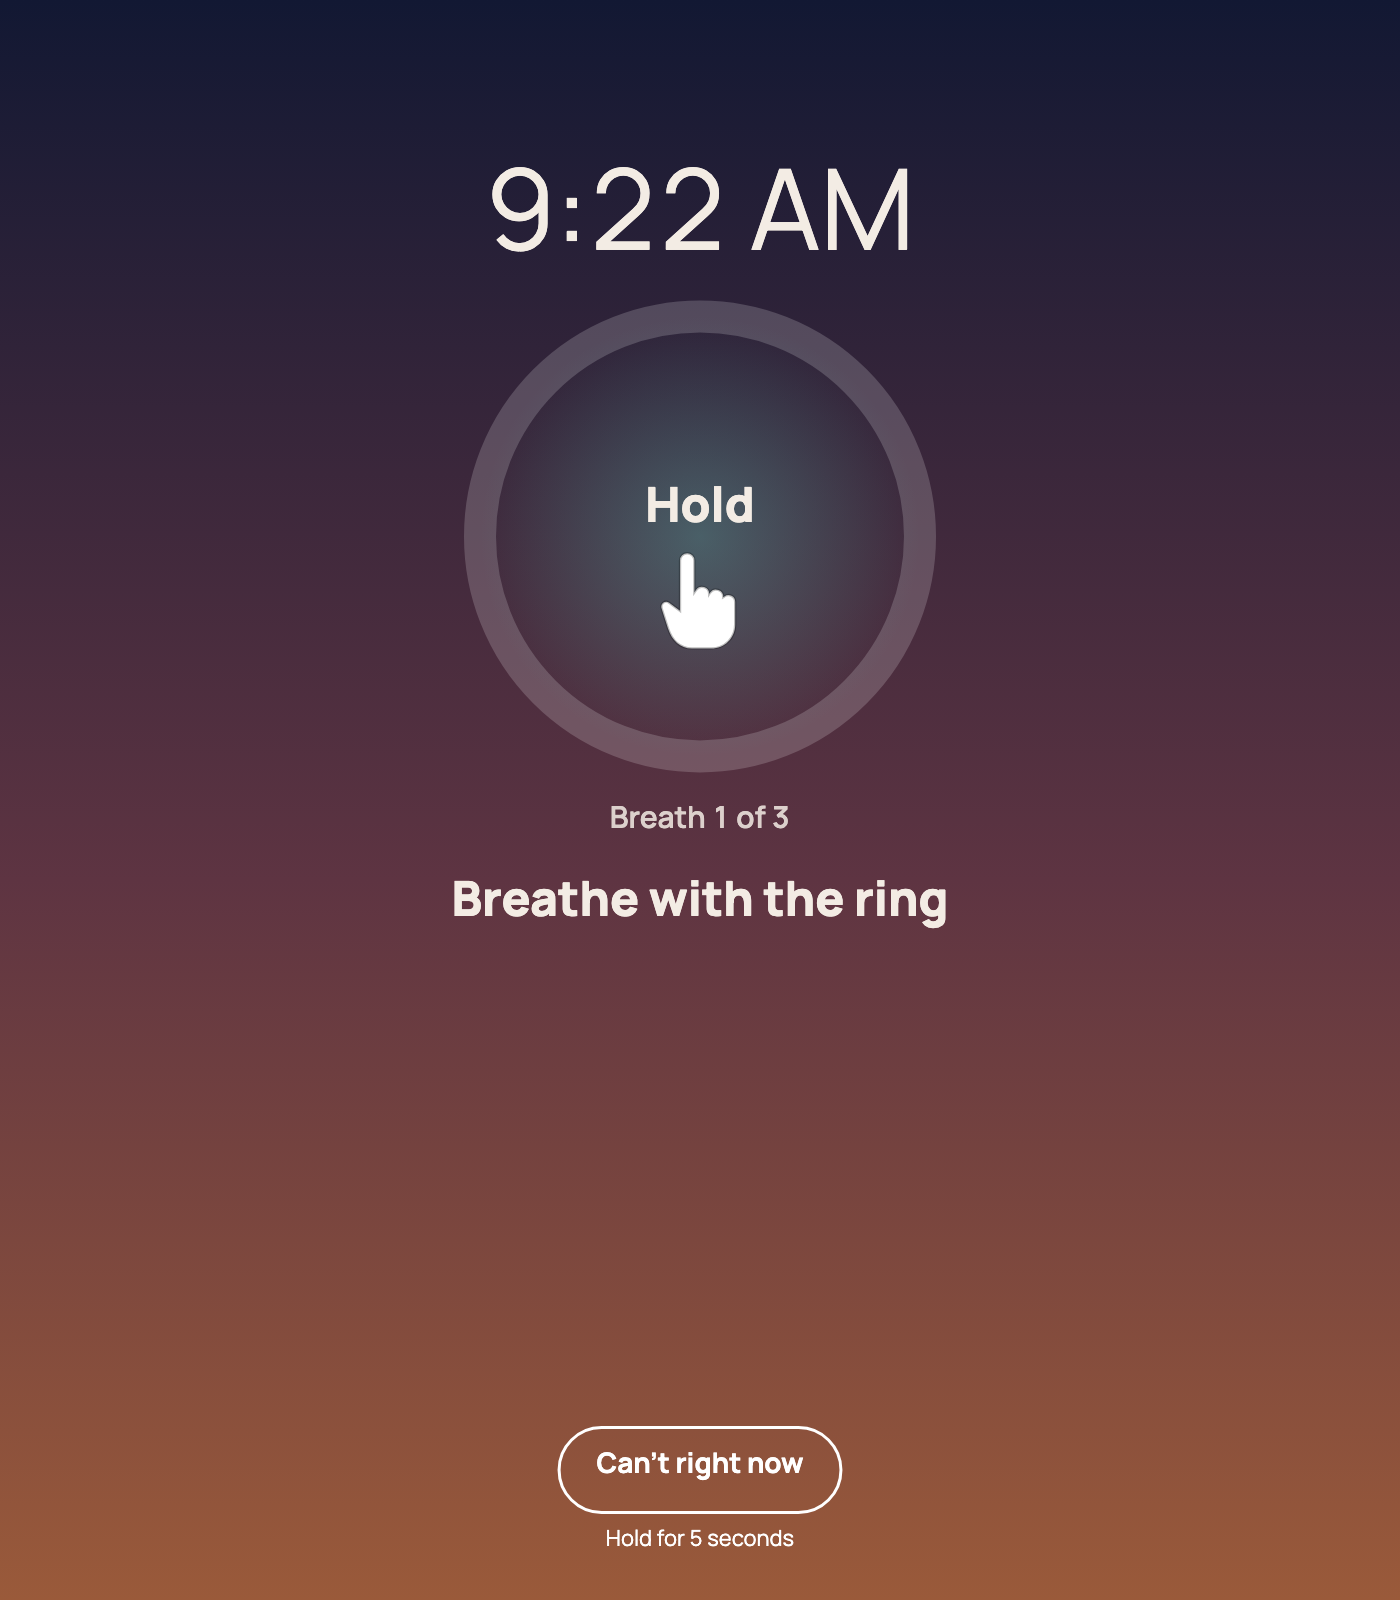 9:22 AM
Hold
Breath 1 of 3
Breathe with the ring
Can't right now
Hold for 5 seconds